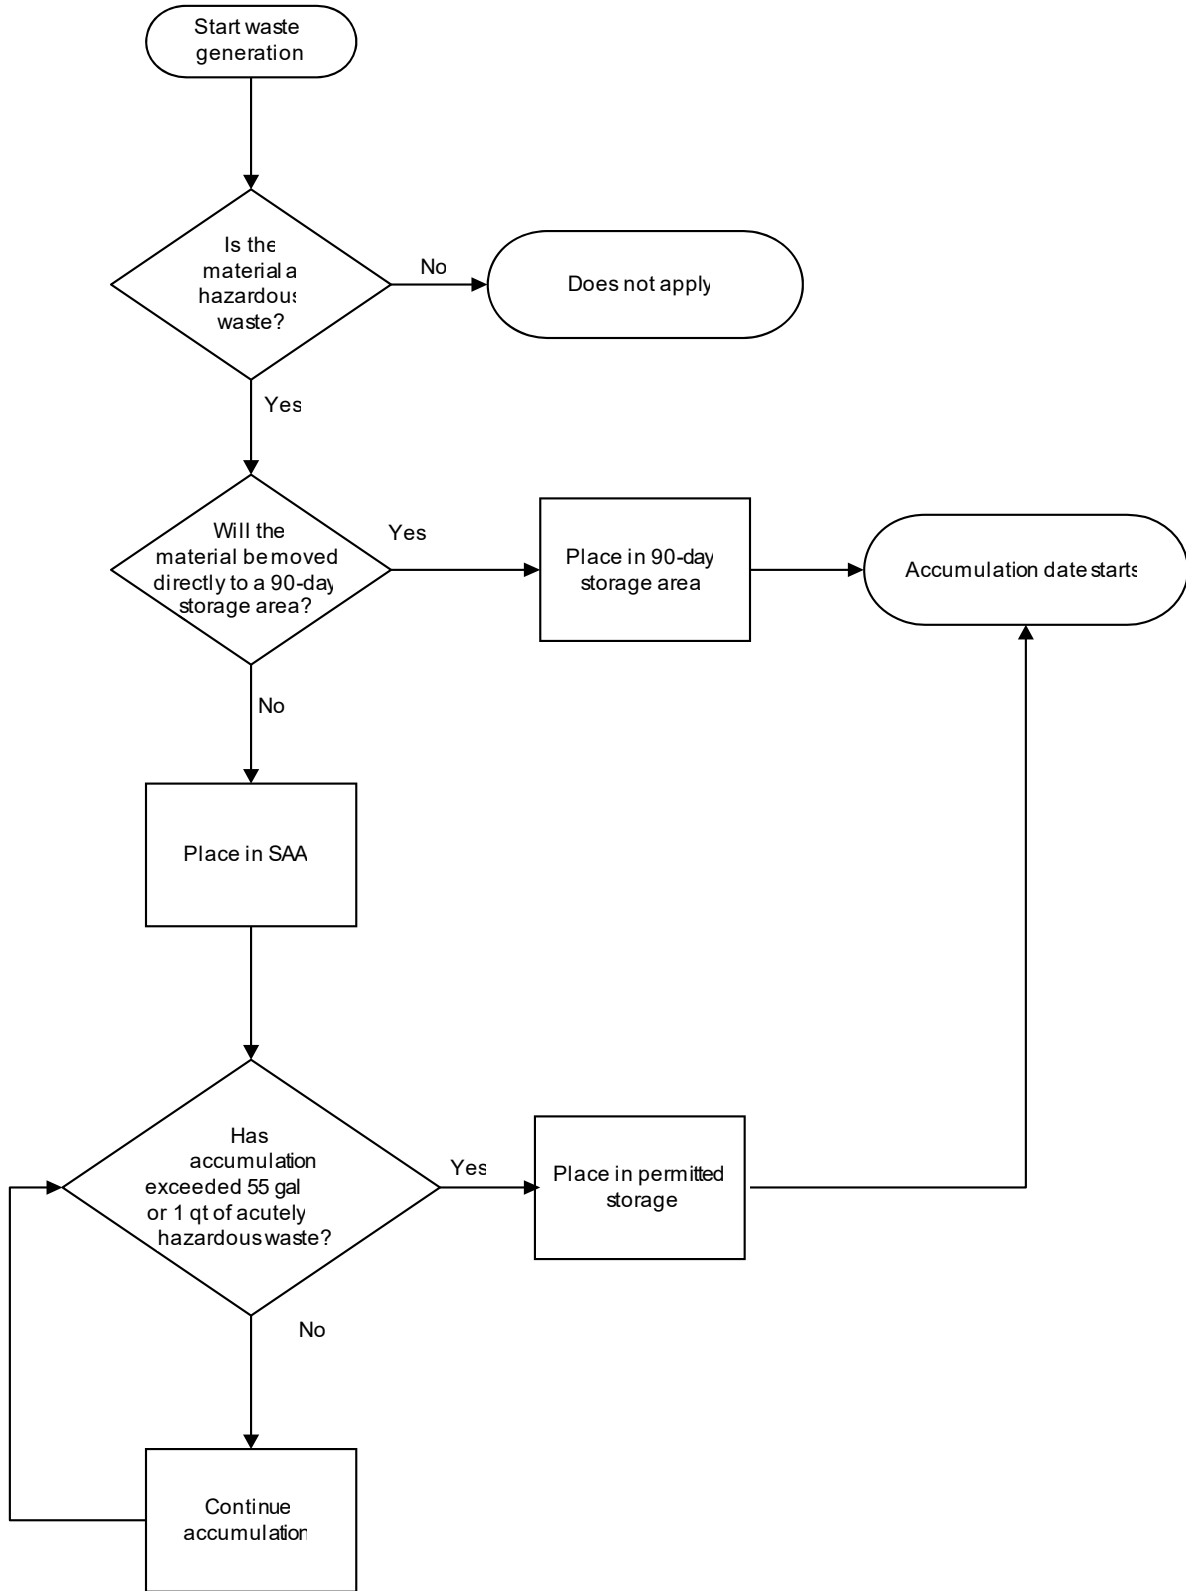 Start waste
generation
Is the
material a
hazardous
waste?
No
Does not apply
Yes
Will the
material be moved
directly to a 90-day
storage area?
Yes
Place in 90-day
storage area
Accumulation date starts
No
Place in SAA
Has
accumulation
exceeded 55 gal
or 1 qt of acutely
hazardous waste?
Yes
Place in permitted
storage
No
Continue
accumulation